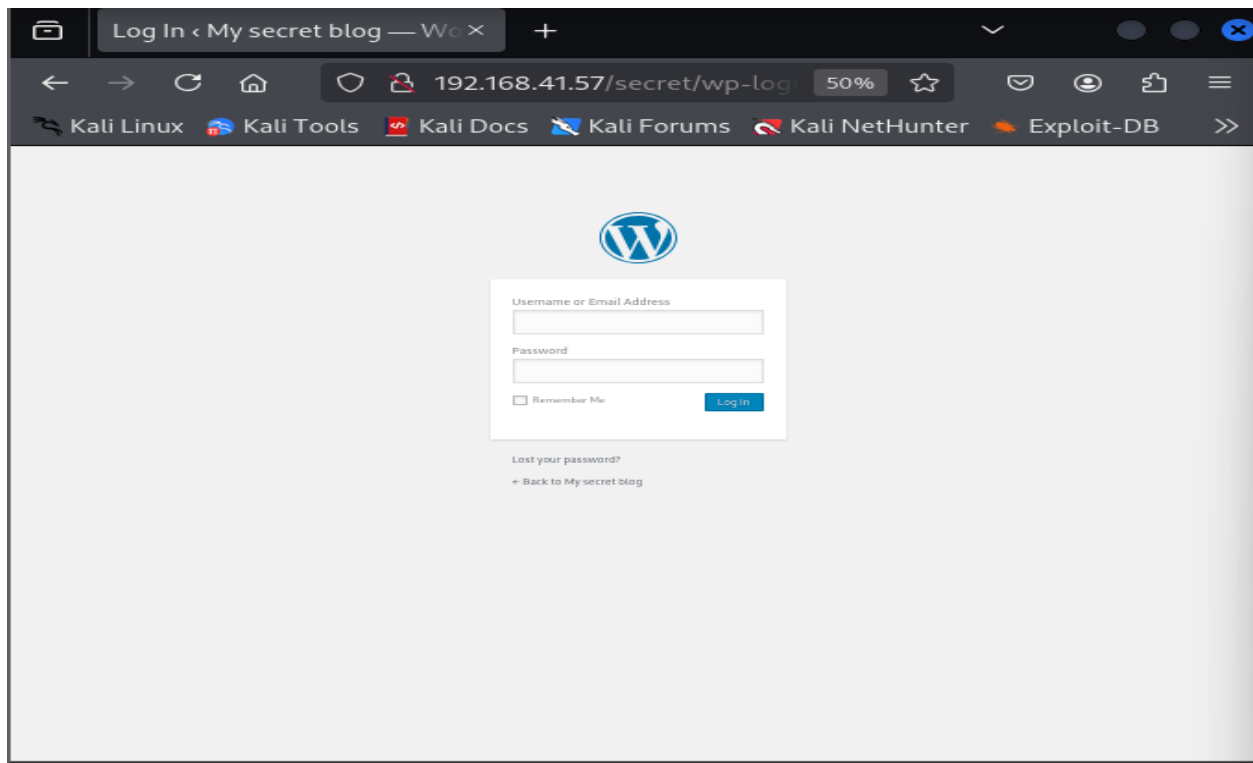 Log In ‹ My secret blog — Wo
192.168.41.57/secret/wp-logi 50%
Kali Linux Kali Tools Kali Docs Kali Forums Kali NetHunter Exploit-DB
Username or Email Address
Password
Remember Me
Log In
Lost your password?
← Back to My secret blog